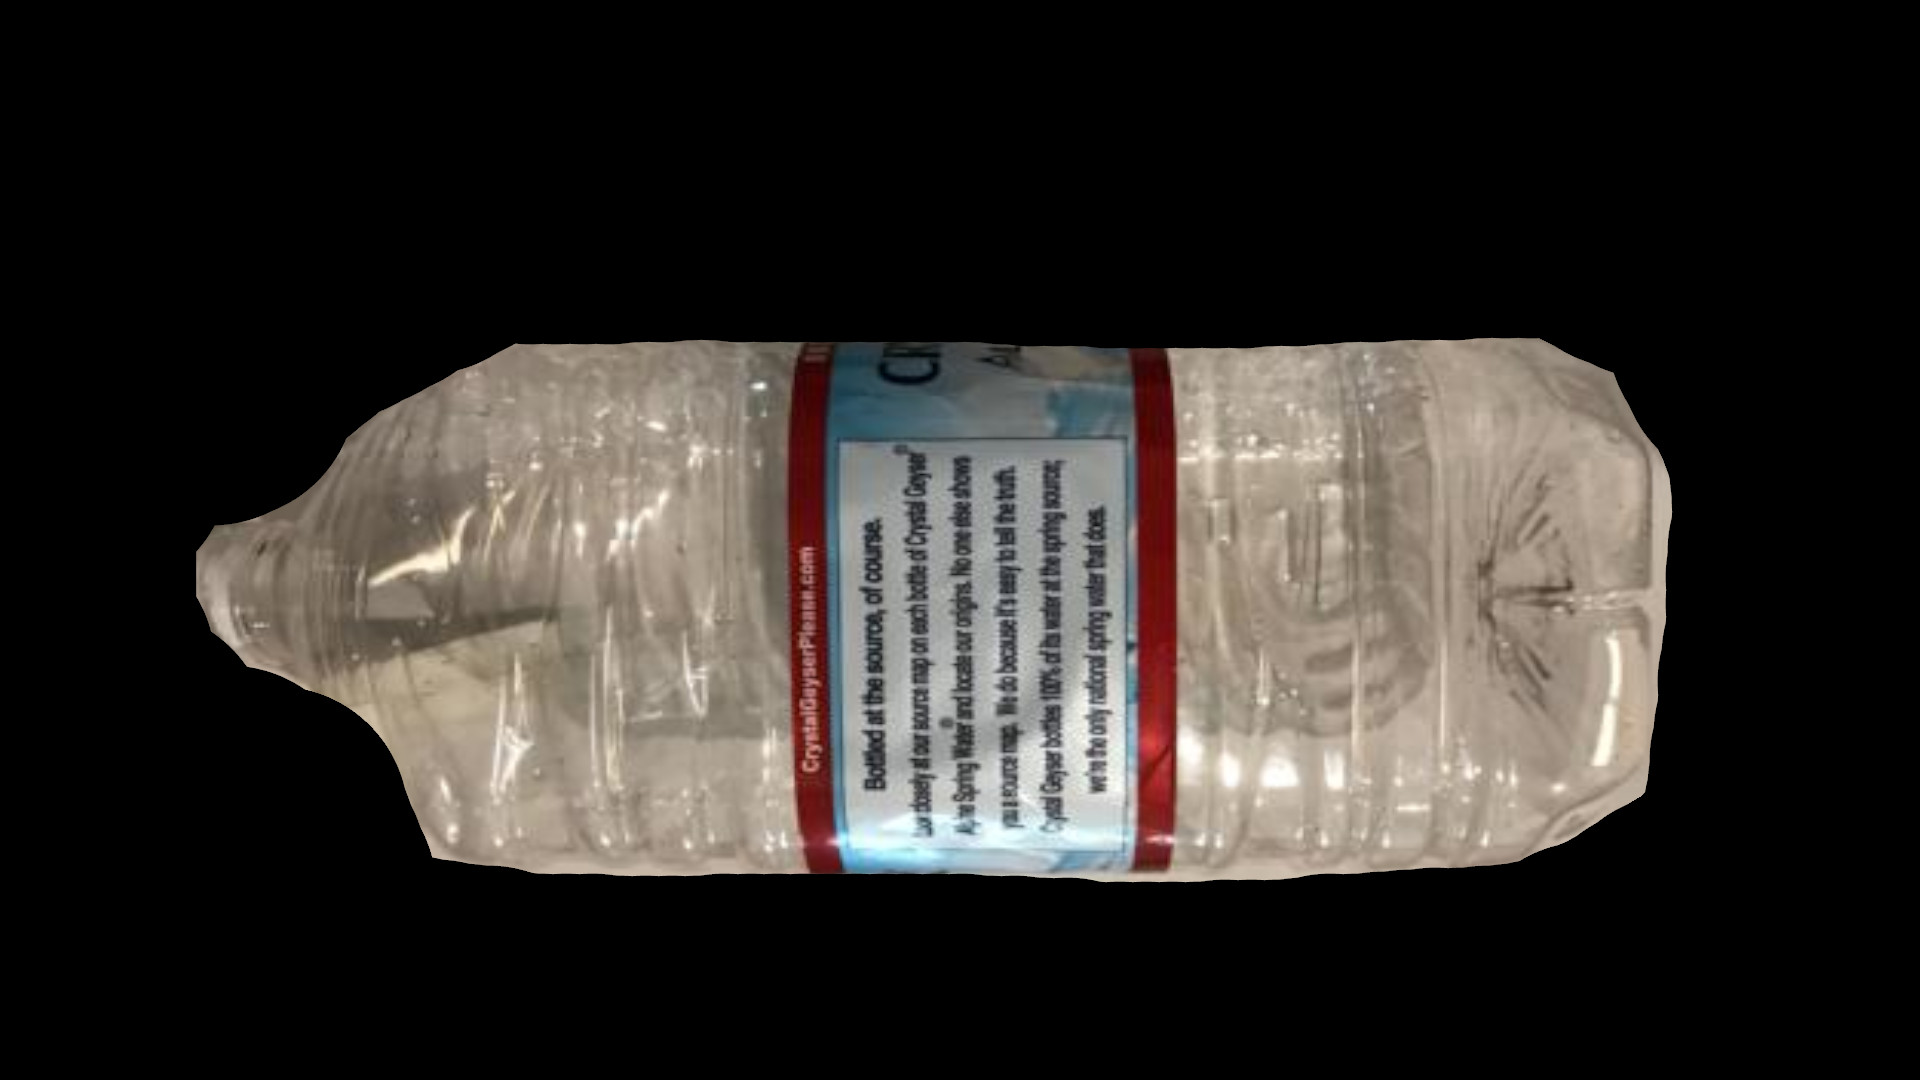 CrystalGeyserPlease.com
CR
AL
Bottled at the source, of course.
Look closely at our source map on each bottle of Crystal Geyser®
Alpine Spring Water® and locate our origins. No one else shows
you a source map. We do because it's easy to tell the truth.
Crystal Geyser bottles 100% of its water at the spring source;
we're the only national spring water that does.